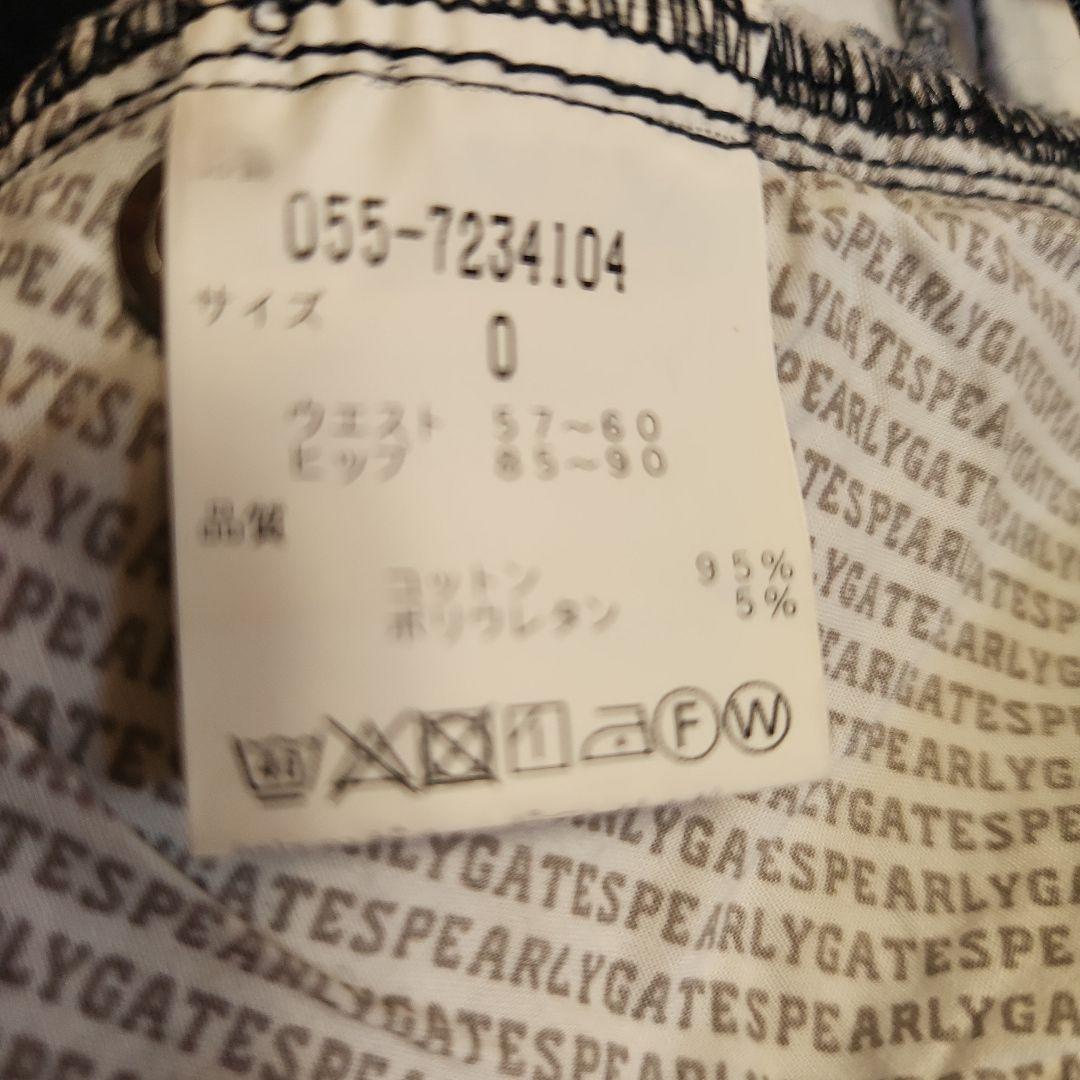 055-7234104
サイズ
0
ウエスト 57～60
ヒップ 85～90
品質
コットン 95%
ポリウレタン 5%
F W
PEARLYGATESPEARLYGATES